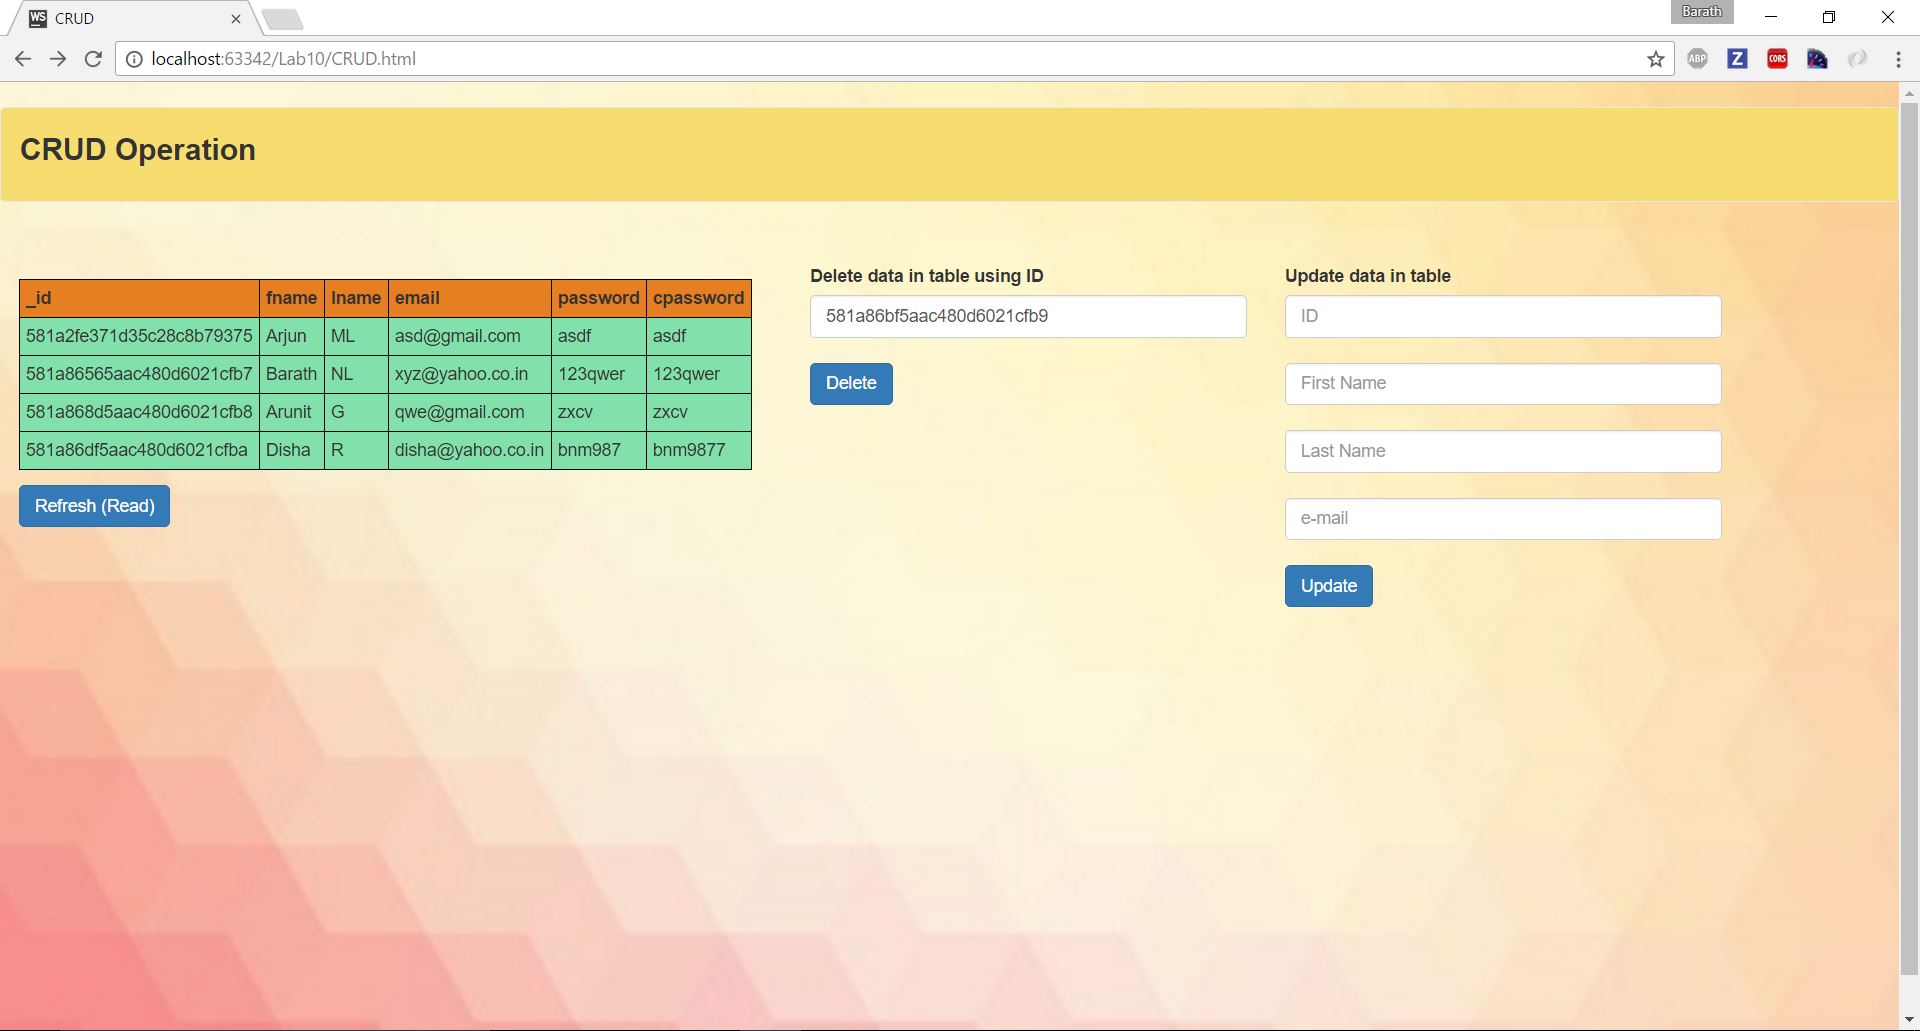 WS CRUD
Barath
localhost:63342/Lab10/CRUD.html
ABP Z CORS
CRUD Operation
_id fname lname email password cpassword
581a2fe371d35c28c8b79375 Arjun ML asd@gmail.com asdf asdf
581a86565aac480d6021cfb7 Barath NL xyz@yahoo.co.in 123qwer 123qwer
581a868d5aac480d6021cfb8 Arunit G qwe@gmail.com zxcv zxcv
581a86df5aac480d6021cfba Disha R disha@yahoo.co.in bnm987 bnm9877
Refresh (Read)
Delete data in table using ID
581a86bf5aac480d6021cfb9
Delete
Update data in table
ID
First Name
Last Name
e-mail
Update